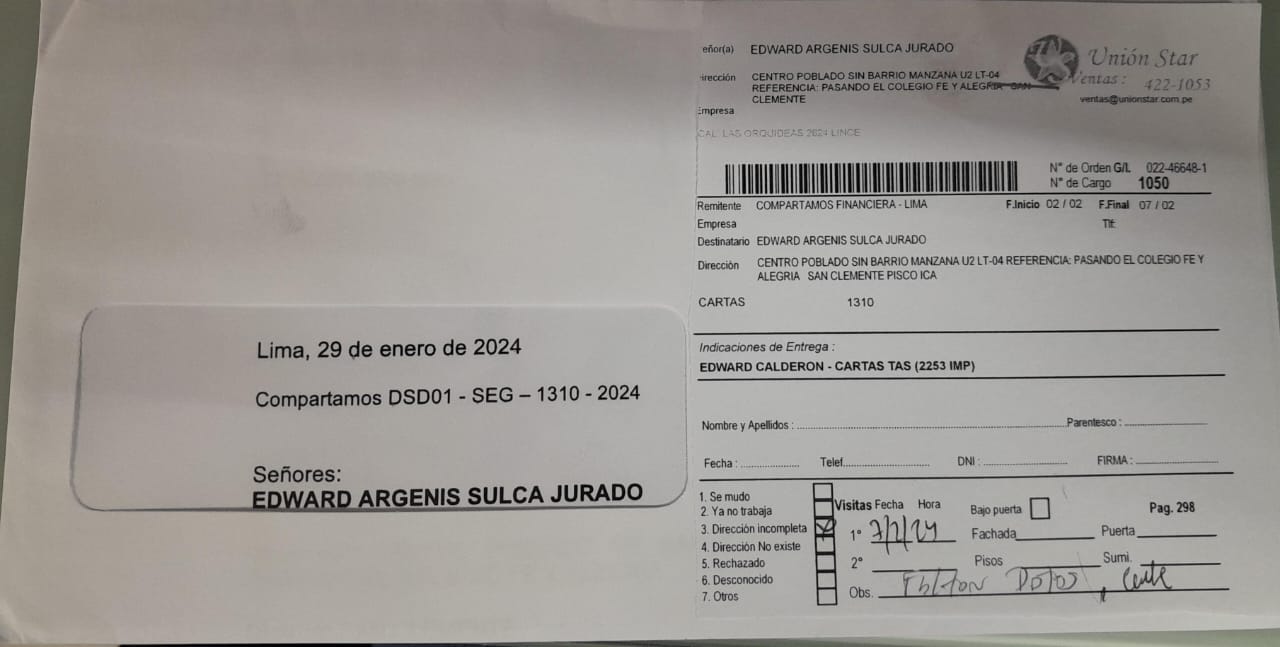 Lima, 29 de enero de 2024
Compartamos DSD01 - SEG – 1310 - 2024
Señores:
EDWARD ARGENIS SULCA JURADO
eñor(a) EDWARD ARGENIS SULCA JURADO
Unión Star
Ventas : 422-1053
ventas@unionstar.com.pe
irección CENTRO POBLADO SIN BARRIO MANZANA U2 LT-04
REFERENCIA: PASANDO EL COLEGIO FE Y ALEGRIA SAN
CLEMENTE
Empresa
CAL. LAS ORQUIDEAS 2624 LINCE
N° de Orden G/L 022-46648-1
N° de Cargo 1050
Remitente COMPARTAMOS FINANCIERA - LIMA F.Inicio 02 / 02 F.Final 07 / 02
Empresa Tlf:
Destinatario EDWARD ARGENIS SULCA JURADO
Dirección CENTRO POBLADO SIN BARRIO MANZANA U2 LT-04 REFERENCIA: PASANDO EL COLEGIO FE Y
ALEGRIA SAN CLEMENTE PISCO ICA
CARTAS 1310
Indicaciones de Entrega :
EDWARD CALDERON - CARTAS TAS (2253 IMP)
Nombre y Apellidos : Parentesco :
Fecha : Telef. DNI : FIRMA :
1. Se mudo
2. Ya no trabaja
3. Dirección incompleta
4. Dirección No existe
5. Rechazado
6. Desconocido
7. Otros
Visitas Fecha Hora Bajo puerta Pag. 298
1° 7/2/24 Fachada Puerta
2° Pisos Sumi.
Obs. DATOS